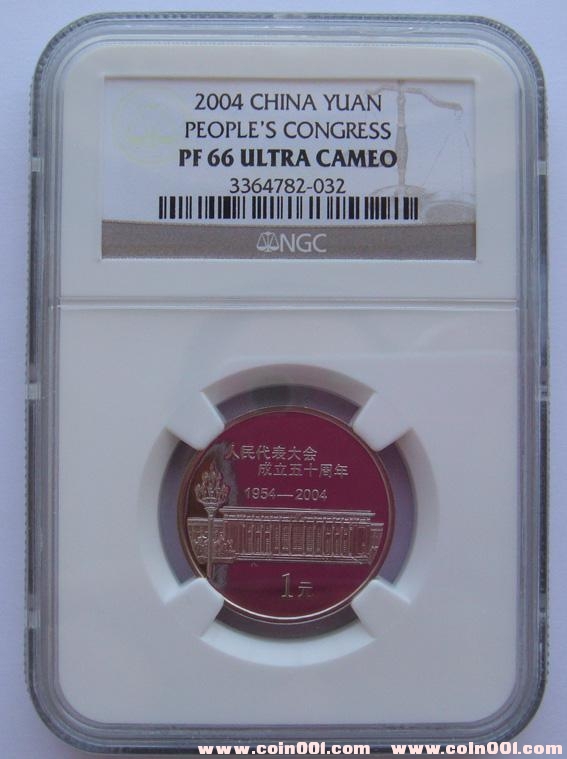 2004 CHINA YUAN
PEOPLE'S CONGRESS
PF 66 ULTRA CAMEO
3364782-032
NGC
人民代表大会
成立五十周年
1954—2004
1元
www.coin001.com www.coin001.com